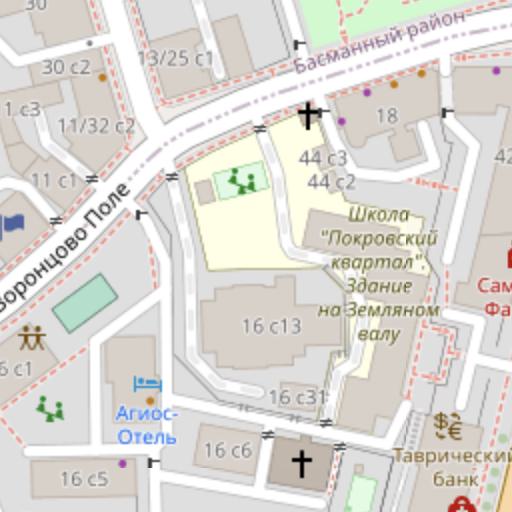 30
13/25 с1
Басманный район
30 с2
1 с3
11/32 с2
18
44 с3
44 с2
42
11 с1
Школа
"Покровский
квартал".
Здание
на Земляном
валу
Воронцово Поле
Сам
Фа
16 с13
6 с1
16 с31
Агиос-
Отель
16 с6
Таврический
банк
16 с5